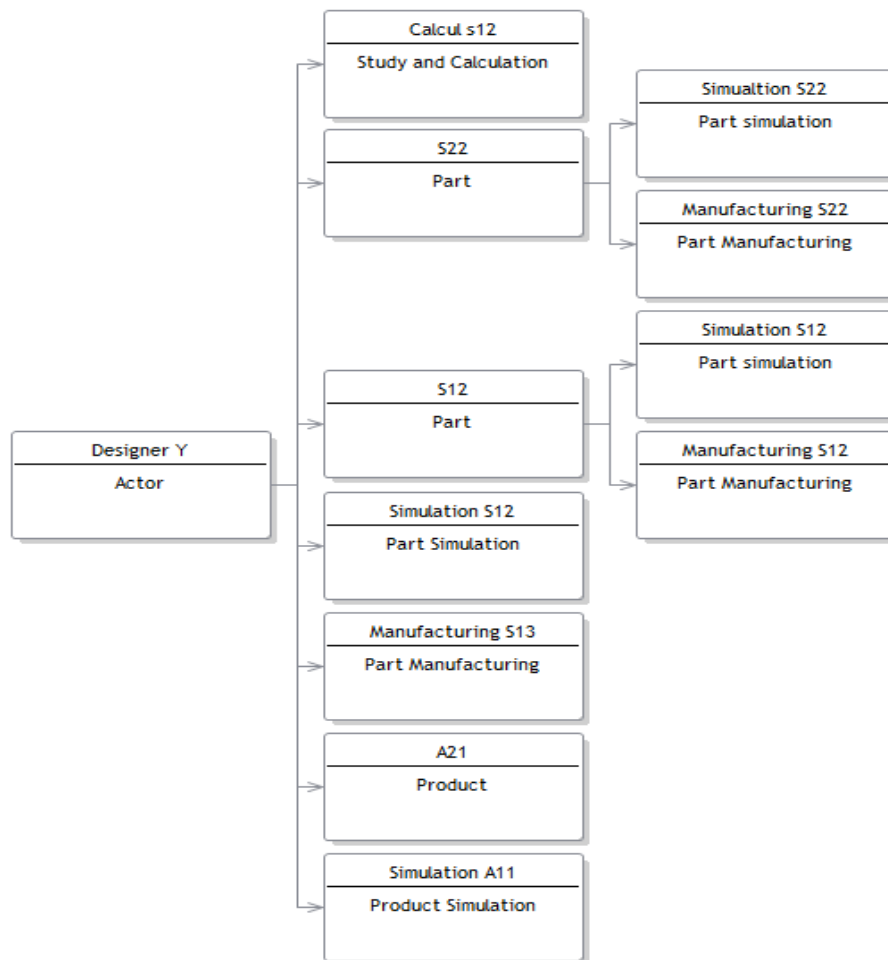 Calcul s12
Study and Calculation
Simualtion S22
Part simulation
S22
Part
Manufacturing S22
Part Manufacturing
Simulation S12
Part simulation
S12
Part
Designer Y
Actor
Manufacturing S12
Part Manufacturing
Simulation S12
Part Simulation
Manufacturing S13
Part Manufacturing
A21
Product
Simulation A11
Product Simulation